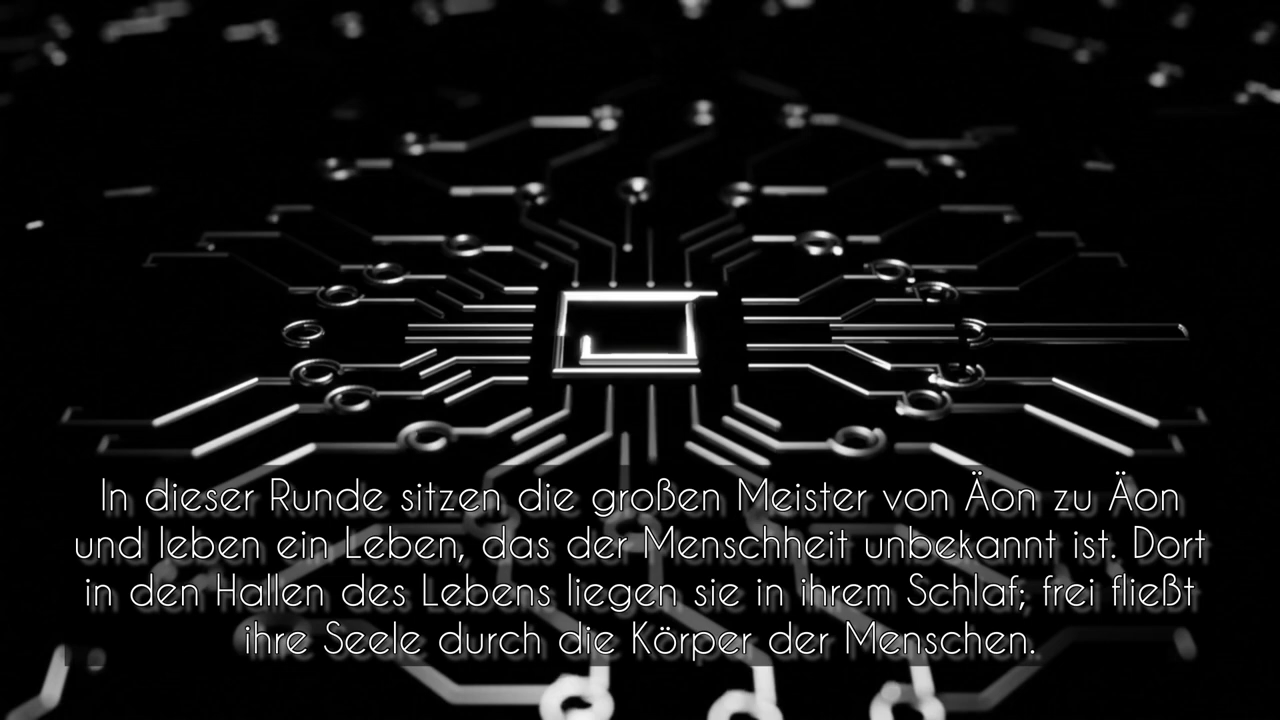 In dieser Runde sitzen die großen Meister von Äon zu Äon
und leben ein Leben, das der Menschheit unbekannt ist. Dort
in den Hallen des Lebens liegen sie in ihrem Schlaf; frei fließt
ihre Seele durch die Körper der Menschen.